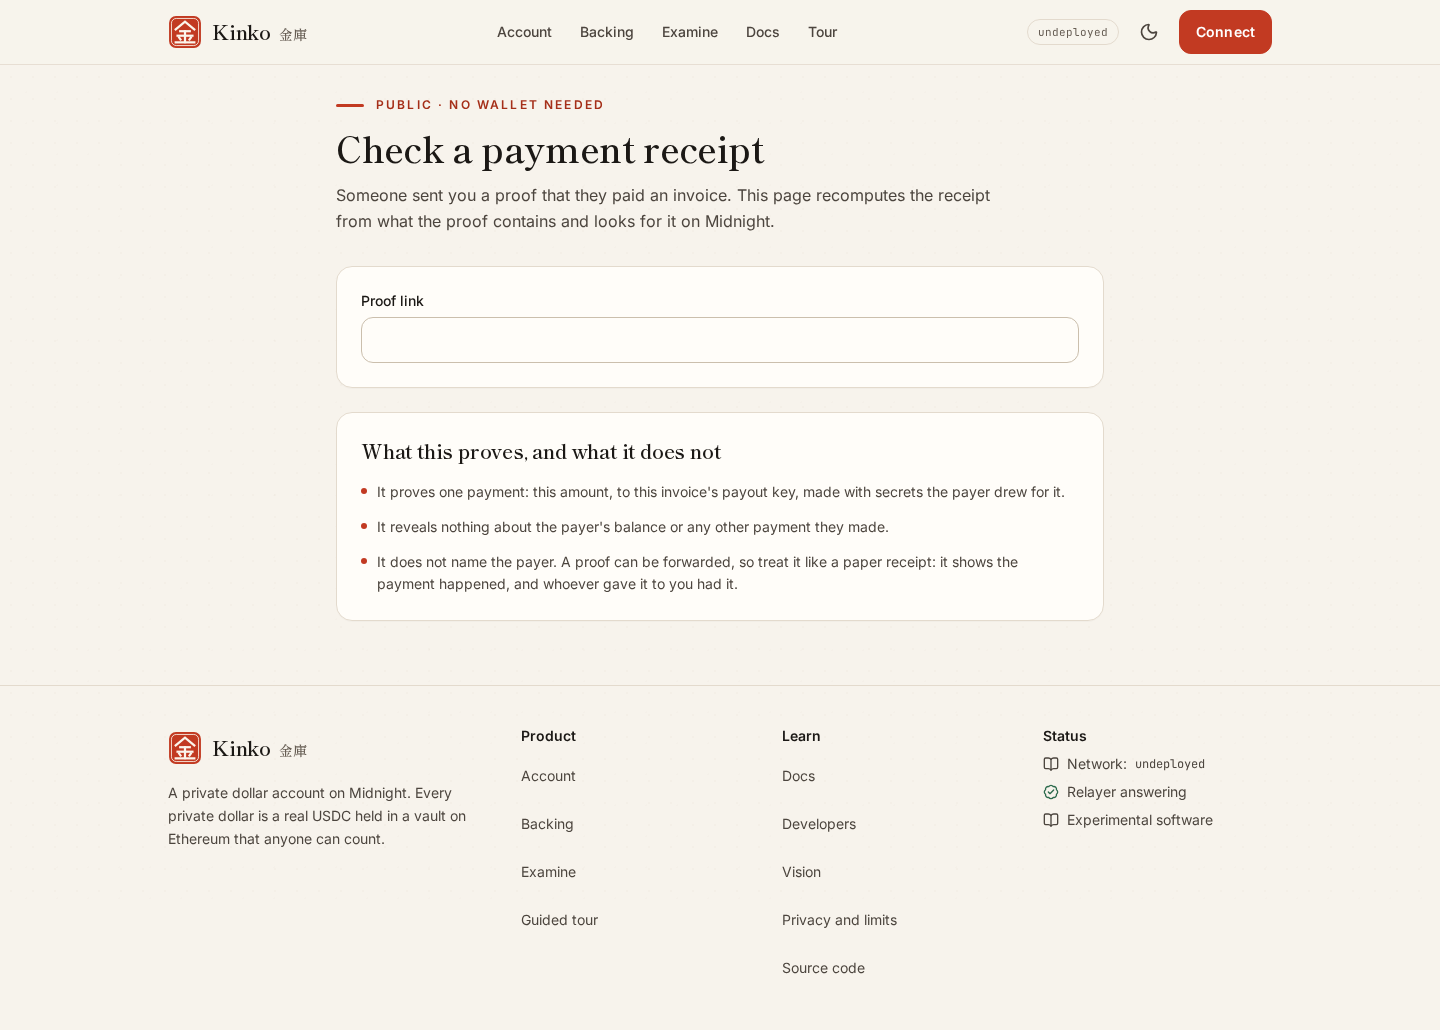 金 Kinko 金庫
Account Backing Examine Docs Tour
undeployed
Connect
PUBLIC · NO WALLET NEEDED
Check a payment receipt
Someone sent you a proof that they paid an invoice. This page recomputes the receipt
from what the proof contains and looks for it on Midnight.
Proof link
What this proves, and what it does not
It proves one payment: this amount, to this invoice's payout key, made with secrets the payer drew for it.
It reveals nothing about the payer's balance or any other payment they made.
It does not name the payer. A proof can be forwarded, so treat it like a paper receipt: it shows the
payment happened, and whoever gave it to you had it.
金 Kinko 金庫
A private dollar account on Midnight. Every
private dollar is a real USDC held in a vault on
Ethereum that anyone can count.
Product
Account
Backing
Examine
Guided tour
Learn
Docs
Developers
Vision
Privacy and limits
Source code
Status
Network: undeployed
Relayer answering
Experimental software